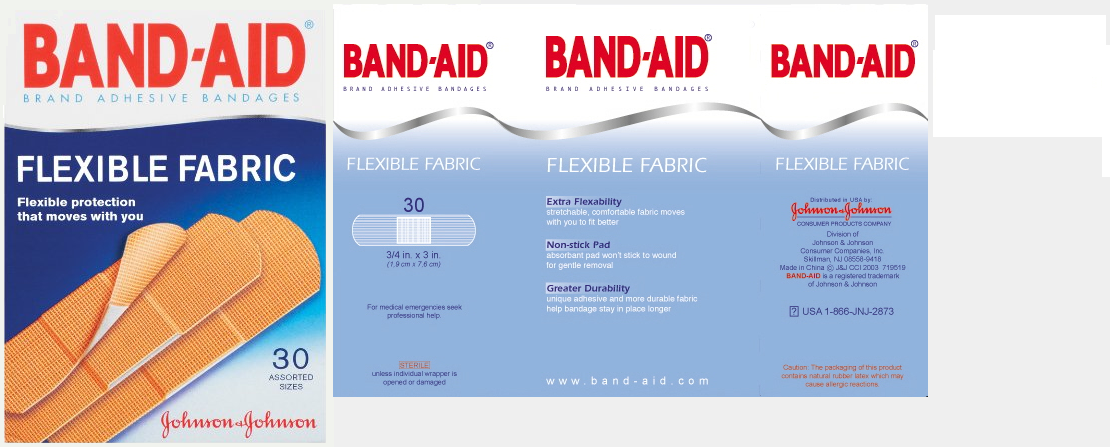 BAND-AID®
BRAND ADHESIVE BANDAGES
FLEXIBLE FABRIC
Flexible protection
that moves with you
30
ASSORTED
SIZES
Johnson & Johnson
BAND-AID®
BRAND ADHESIVE BANDAGES
FLEXIBLE FABRIC
30
3/4 in. x 3 in.
(1.9 cm x 7.6 cm)
For medical emergencies seek
professional help.
STERILE
unless individual wrapper is
opened or damaged
BAND-AID®
BRAND ADHESIVE BANDAGES
FLEXIBLE FABRIC
Extra Flexability
stretchable, comfortable fabric moves
with you to fit better
Non-stick Pad
absorbant pad won't stick to wound
for gentle removal
Greater Durability
unique adhesive and more durable fabric
help bandage stay in place longer
www.band-aid.com
BAND-AID®
FLEXIBLE FABRIC
Distributed in USA by:
Johnson & Johnson
CONSUMER PRODUCTS COMPANY
Division of
Johnson & Johnson
Consumer Companies, Inc.
Skillman, NJ 08558-9418
Made in China © J&J CCI 2003 719519
BAND-AID is a registered trademark
of Johnson & Johnson
? USA 1-866-JNJ-2873
Caution: The packaging of this product
contains natural rubber latex which may
cause allergic reactions.